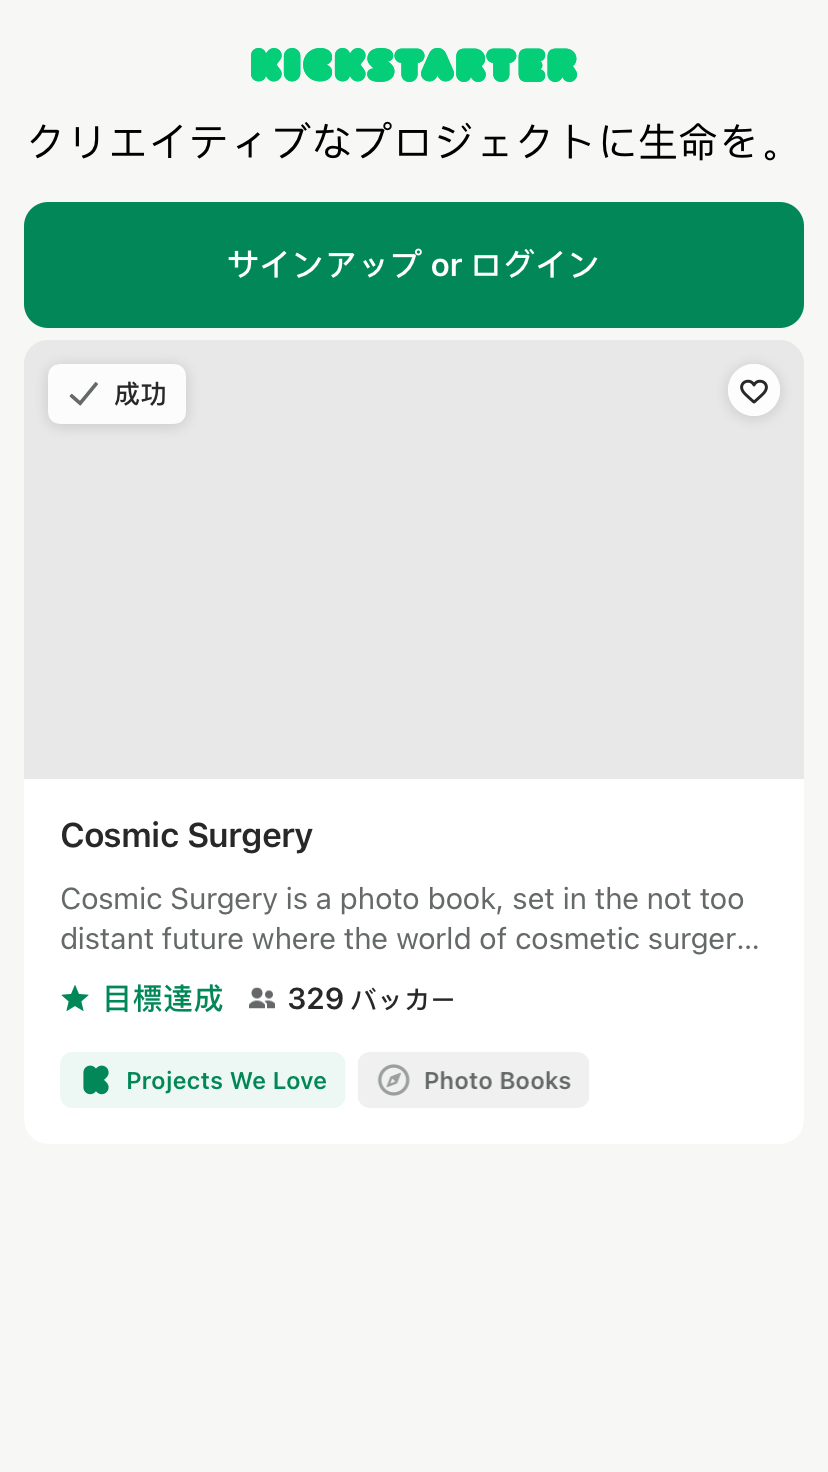 KICKSTARTER
クリエイティブなプロジェクトに生命を。
サインアップ or ログイン
成功
Cosmic Surgery
Cosmic Surgery is a photo book, set in the not too
distant future where the world of cosmetic surger…
目標達成 329 バッカー
Projects We Love Photo Books